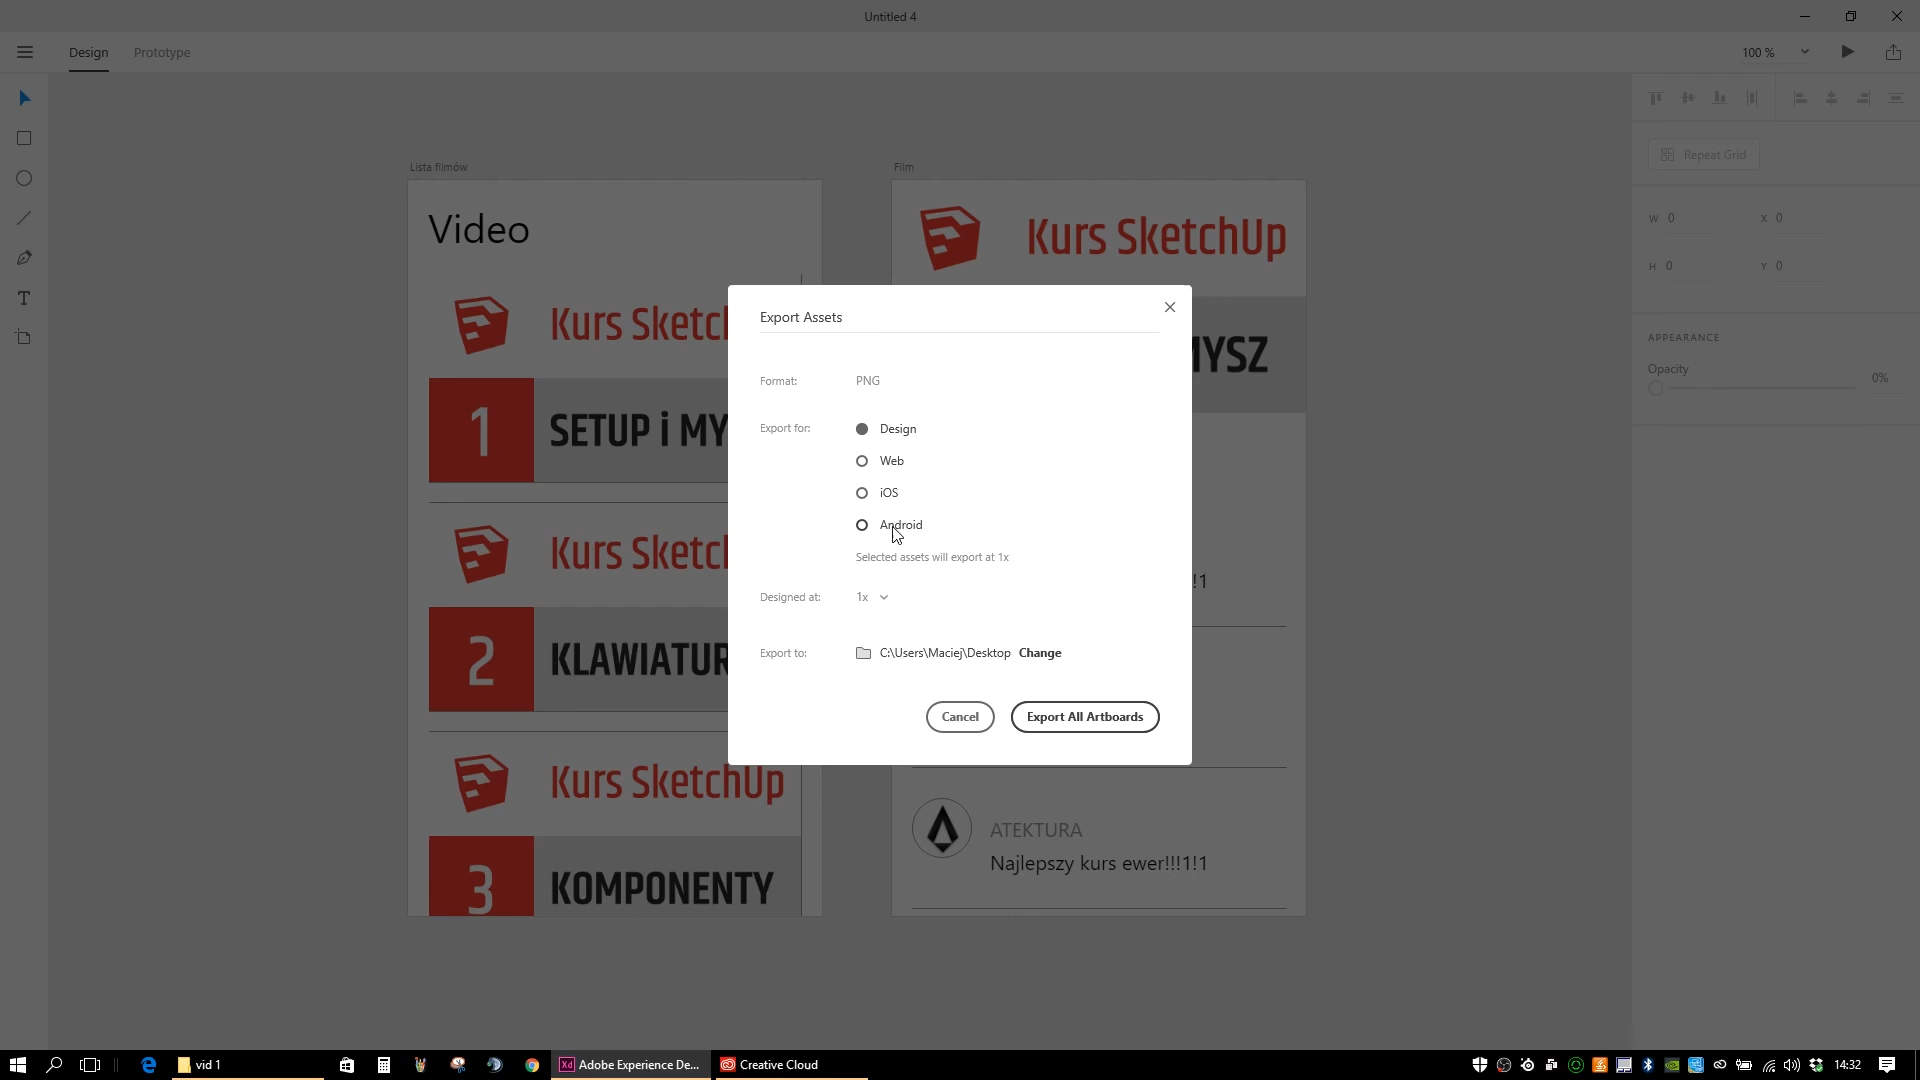 Untitled 4
Design Prototype
100 %
Lista filmów
Video
Kurs Sketch
1 SETUP i MY
Kurs Sketch
2 KLAWIATUR
Kurs SketchUp
3 KOMPONENTY
Film
Kurs SketchUp
MYSZ
!1
ATEKTURA
Najlepszy kurs ewer!!!1!1
Export Assets
Format: PNG
Export for: Design
Web
iOS
Android
Selected assets will export at 1x
Designed at: 1x
Export to: C:\Users\Maciej\Desktop Change
Cancel Export All Artboards
Repeat Grid
W 0 X 0
H 0 Y 0
APPEARANCE
Opacity
0%
vid 1
Xd Adobe Experience De...
Creative Cloud
14:32